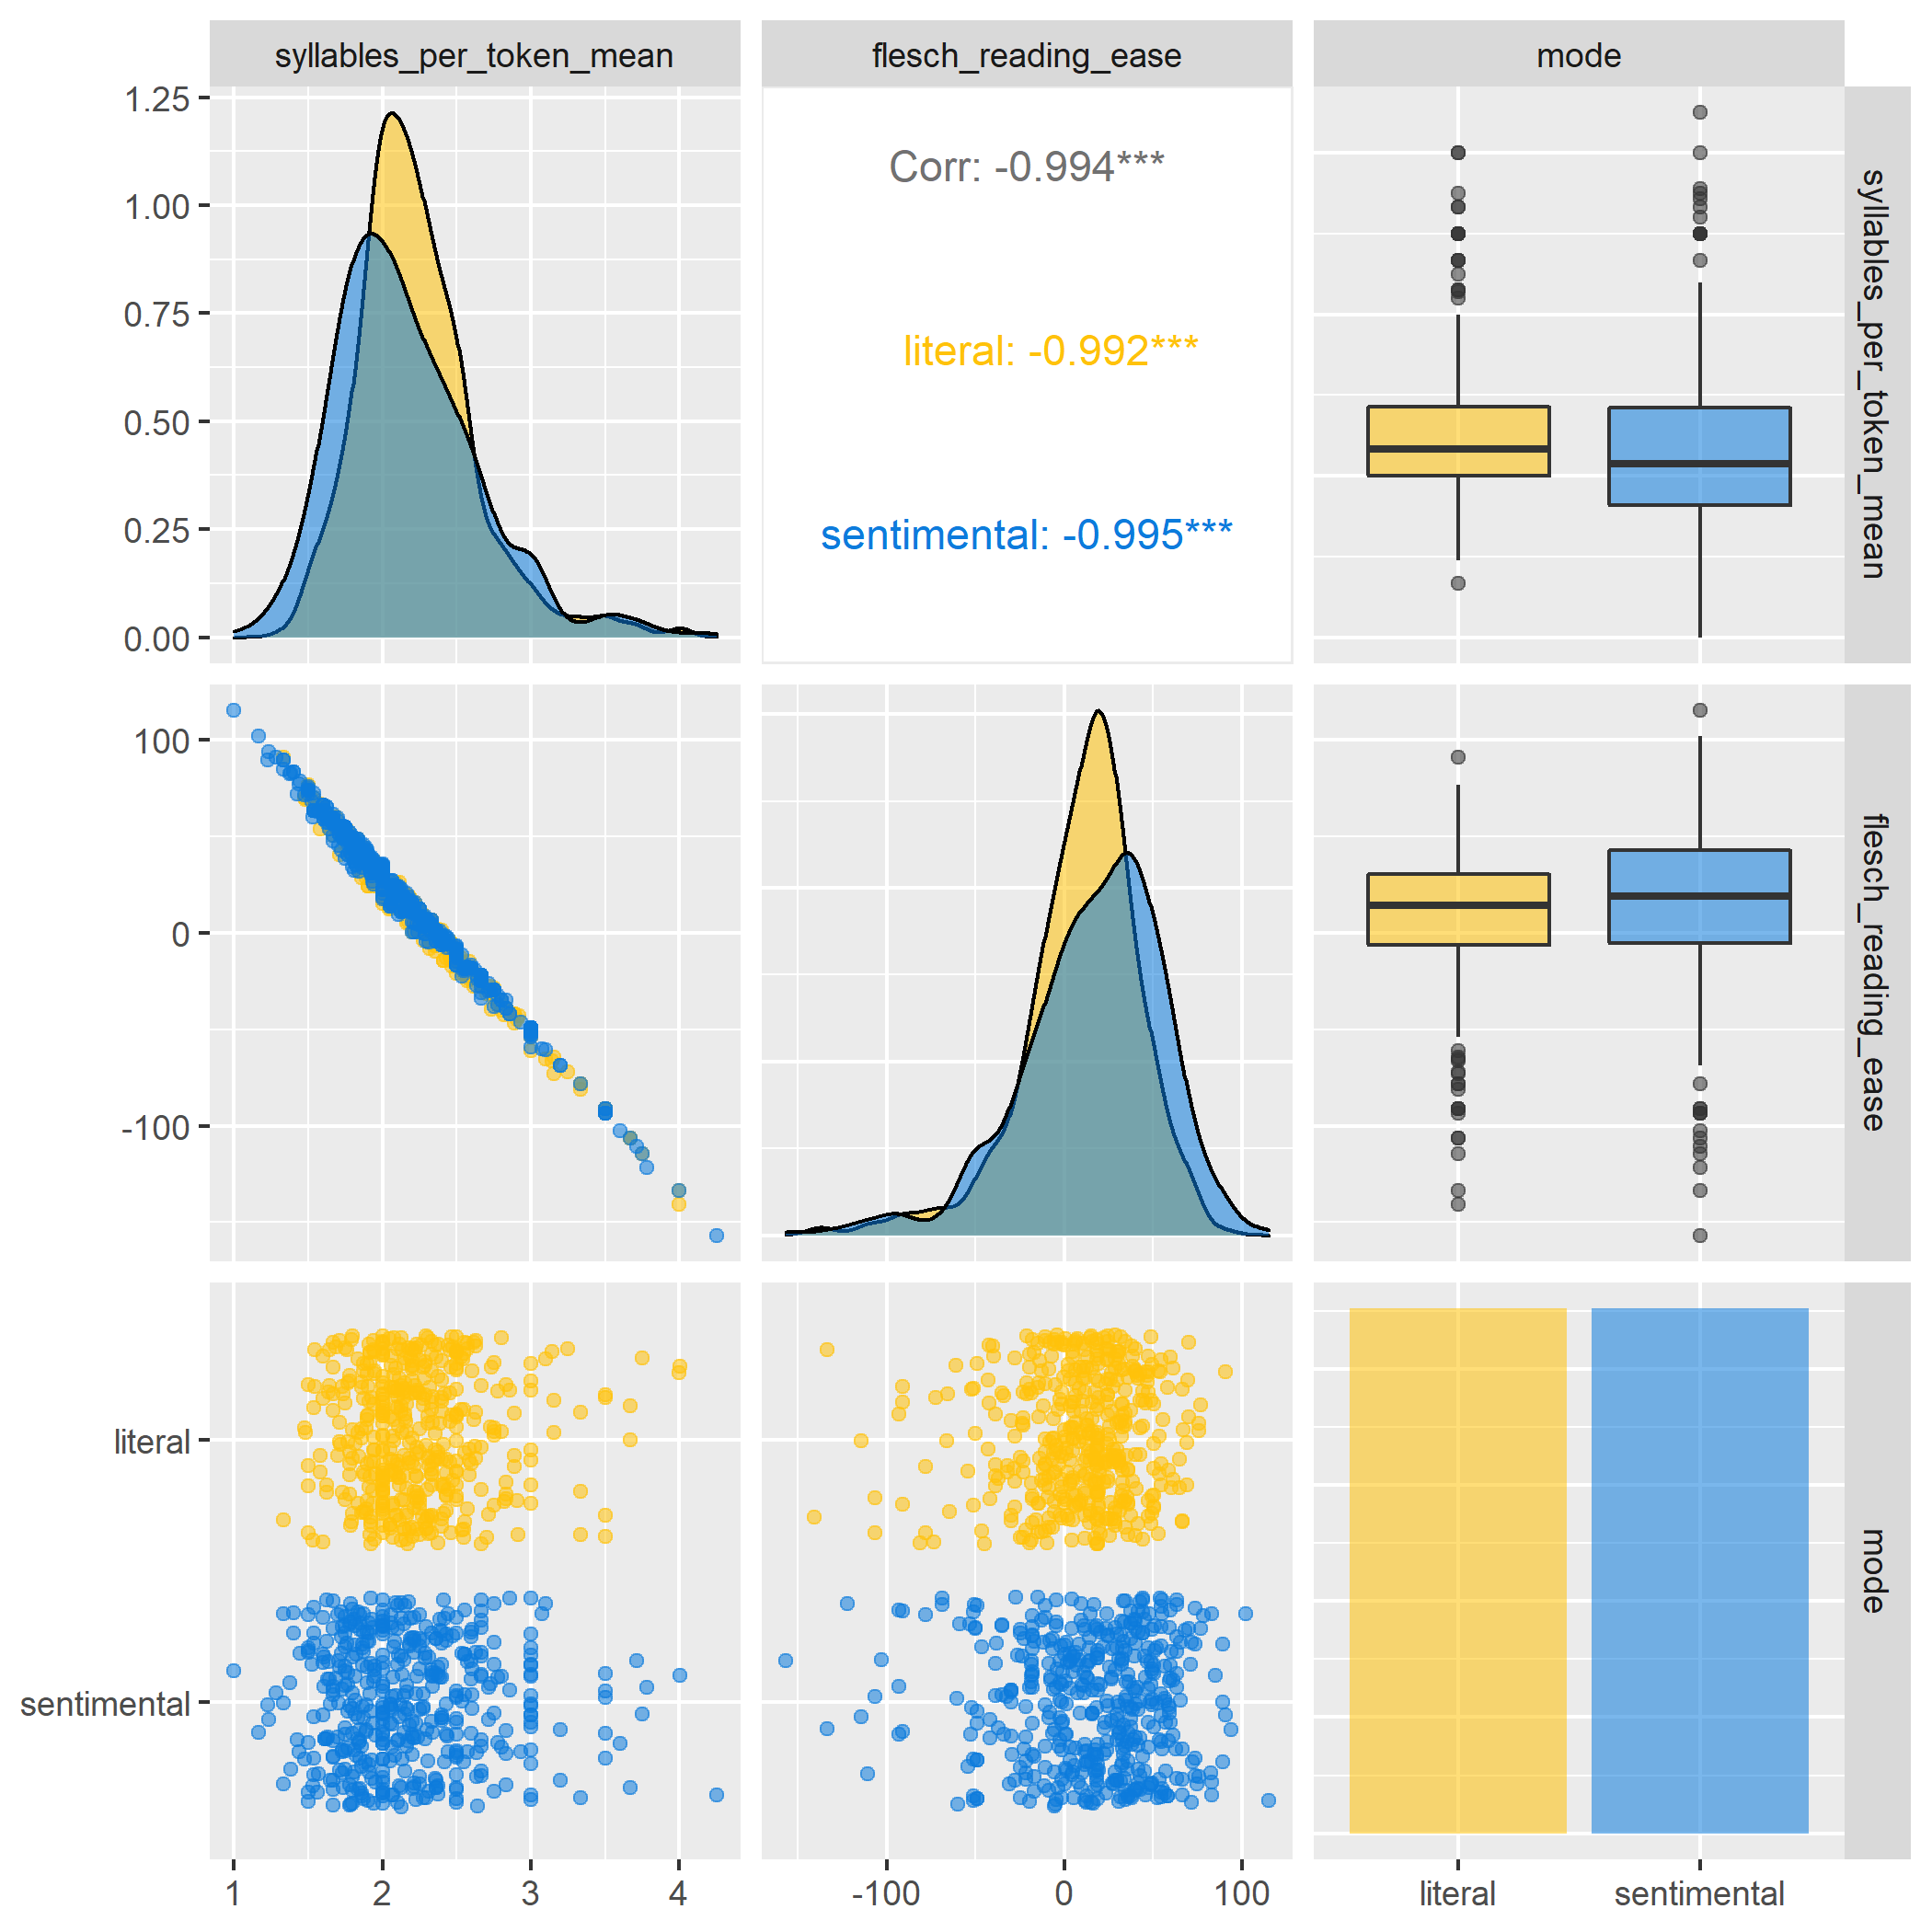 syllables_per_token_mean
flesch_reading_ease
mode
1.25
1.00
0.75
0.50
0.25
0.00
Corr: -0.994***
literal: -0.992***
sentimental: -0.995***
syllables_per_token_mean
100
0
-100
flesch_reading_ease
literal
sentimental
mode
1
2
3
4
-100
0
100
literal
sentimental